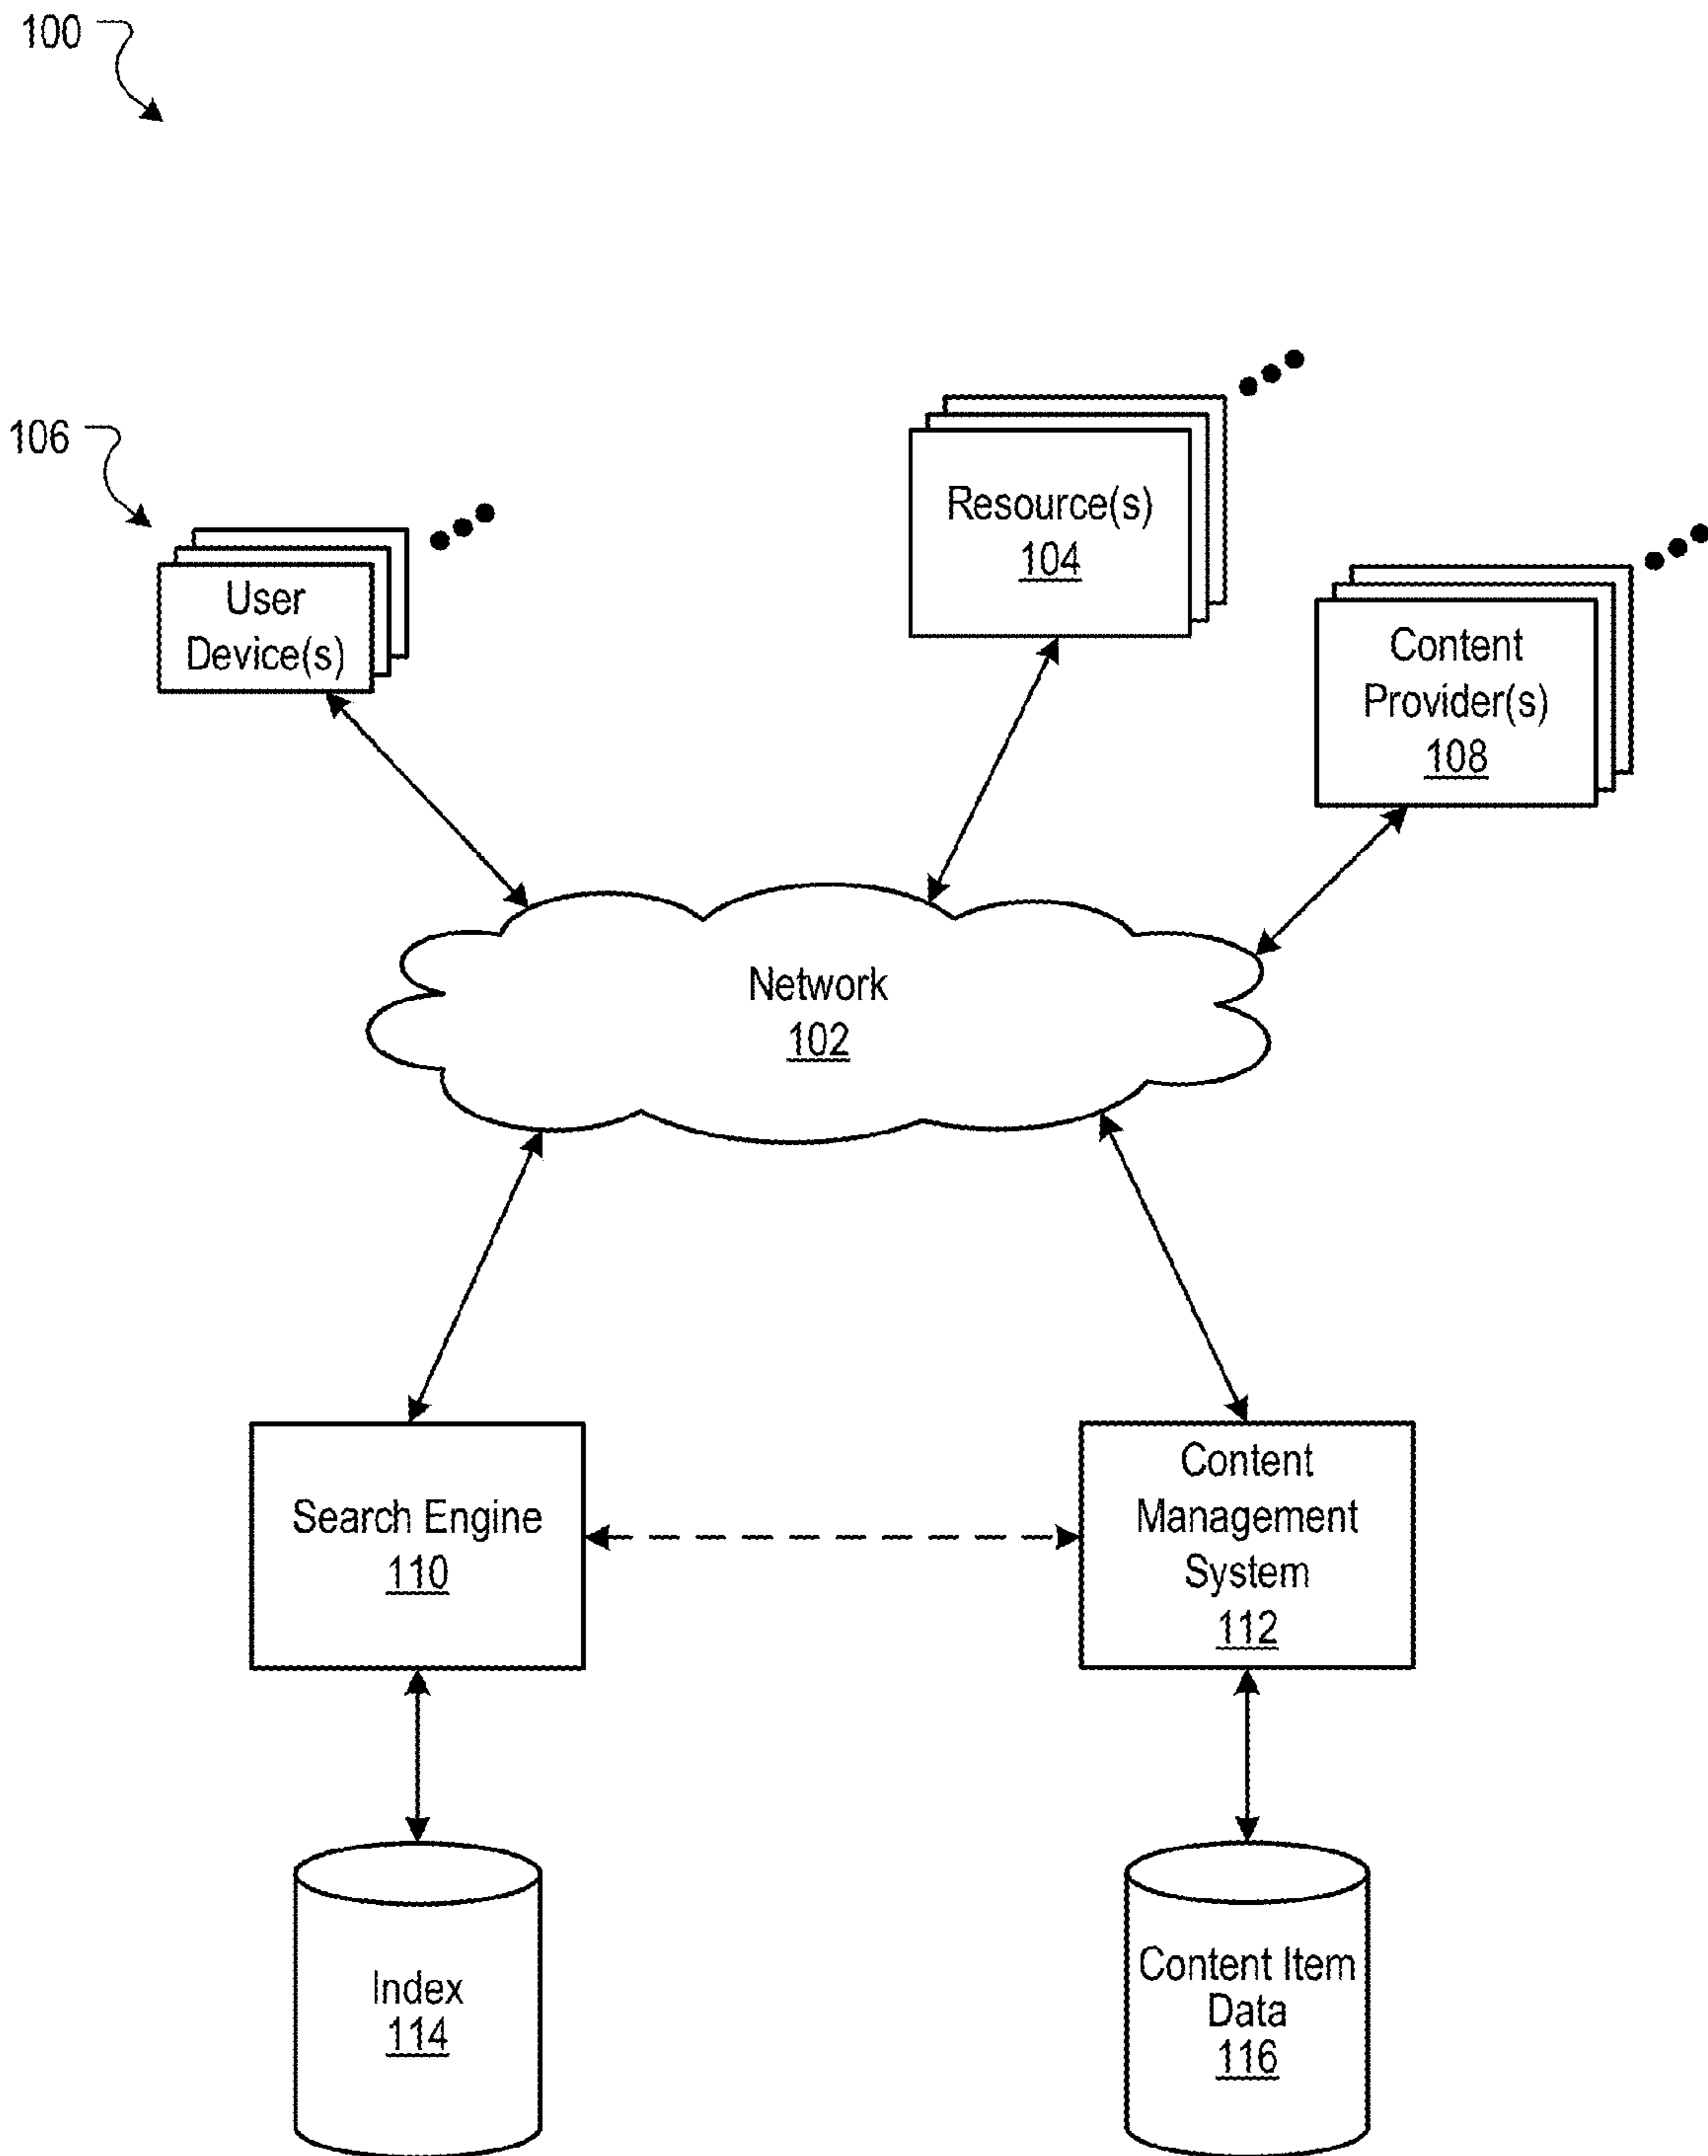 100
106
User
Device(s)
Resource(s)
104
Content
Provider(s)
108
Network
102
Search Engine
110
Content
Management
System
112
Index
114
Content Item
Data
116